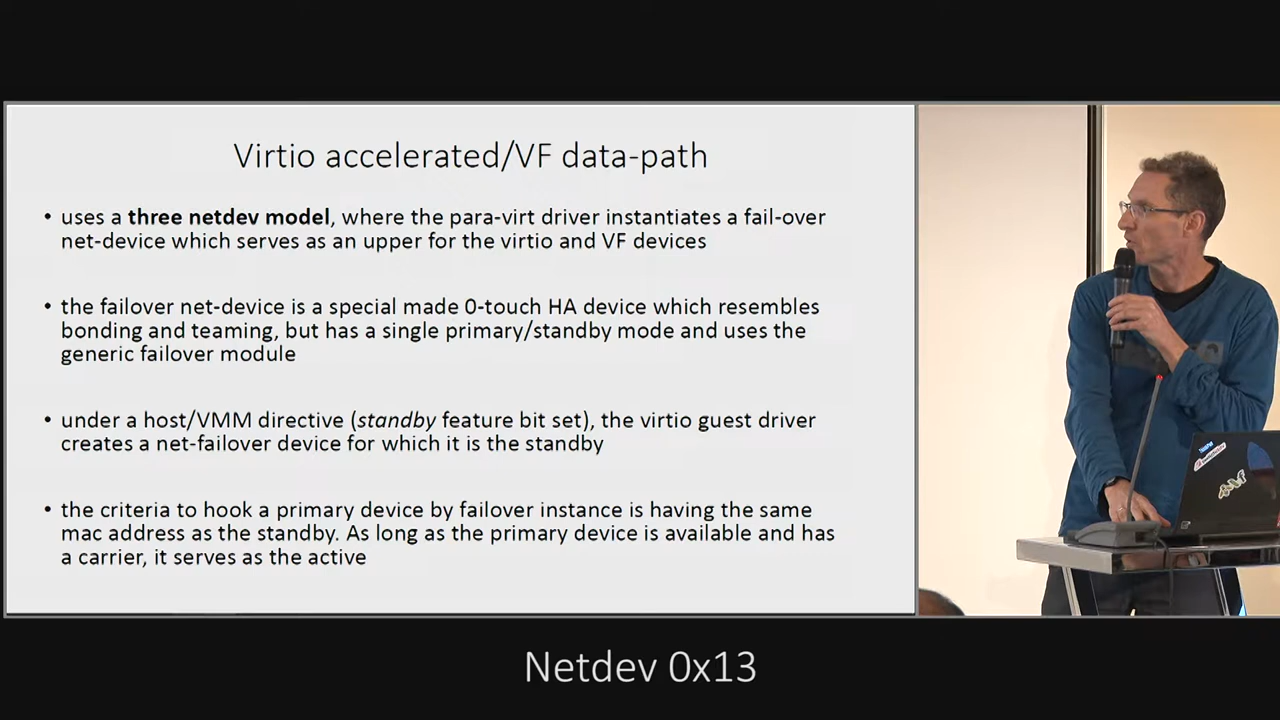 Virtio accelerated/VF data-path
• uses a three netdev model, where the para-virt driver instantiates a fail-over
net-device which serves as an upper for the virtio and VF devices
• the failover net-device is a special made 0-touch HA device which resembles
bonding and teaming, but has a single primary/standby mode and uses the
generic failover module
• under a host/VMM directive (standby feature bit set), the virtio guest driver
creates a net-failover device for which it is the standby
• the criteria to hook a primary device by failover instance is having the same
mac address as the standby. As long as the primary device is available and has
a carrier, it serves as the active
Netdev 0x13